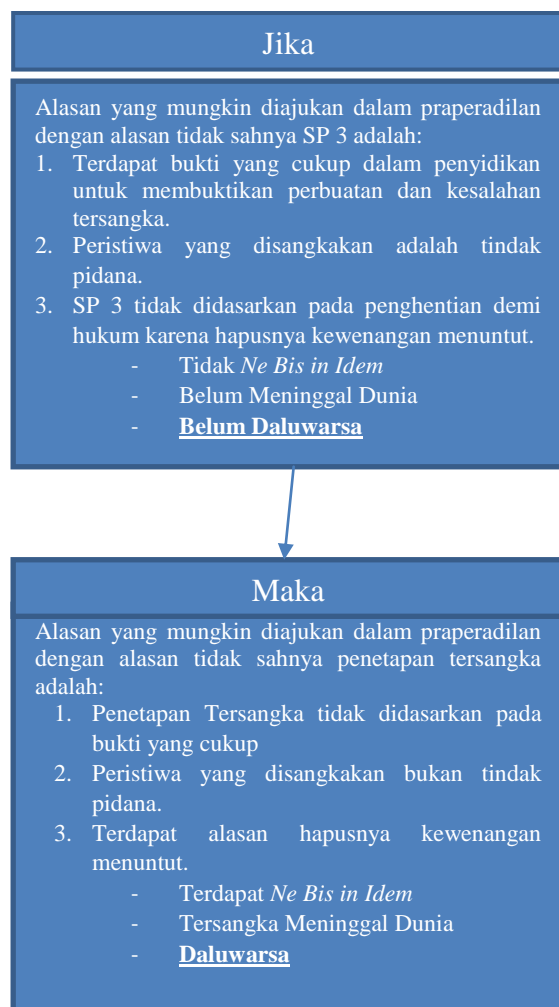 Jika
Alasan yang mungkin diajukan dalam praperadilan
dengan alasan tidak sahnya SP 3 adalah:
1. Terdapat bukti yang cukup dalam penyidikan
untuk membuktikan perbuatan dan kesalahan
tersangka.
2. Peristiwa yang disangkakan adalah tindak
pidana.
3. SP 3 tidak didasarkan pada penghentian demi
hukum karena hapusnya kewenangan menuntut.
- Tidak Ne Bis in Idem
- Belum Meninggal Dunia
- Belum Daluwarsa
Maka
Alasan yang mungkin diajukan dalam praperadilan
dengan alasan tidak sahnya penetapan tersangka
adalah:
1. Penetapan Tersangka tidak didasarkan pada
bukti yang cukup
2. Peristiwa yang disangkakan bukan tindak
pidana.
3. Terdapat alasan hapusnya kewenangan
menuntut.
- Terdapat Ne Bis in Idem
- Tersangka Meninggal Dunia
- Daluwarsa